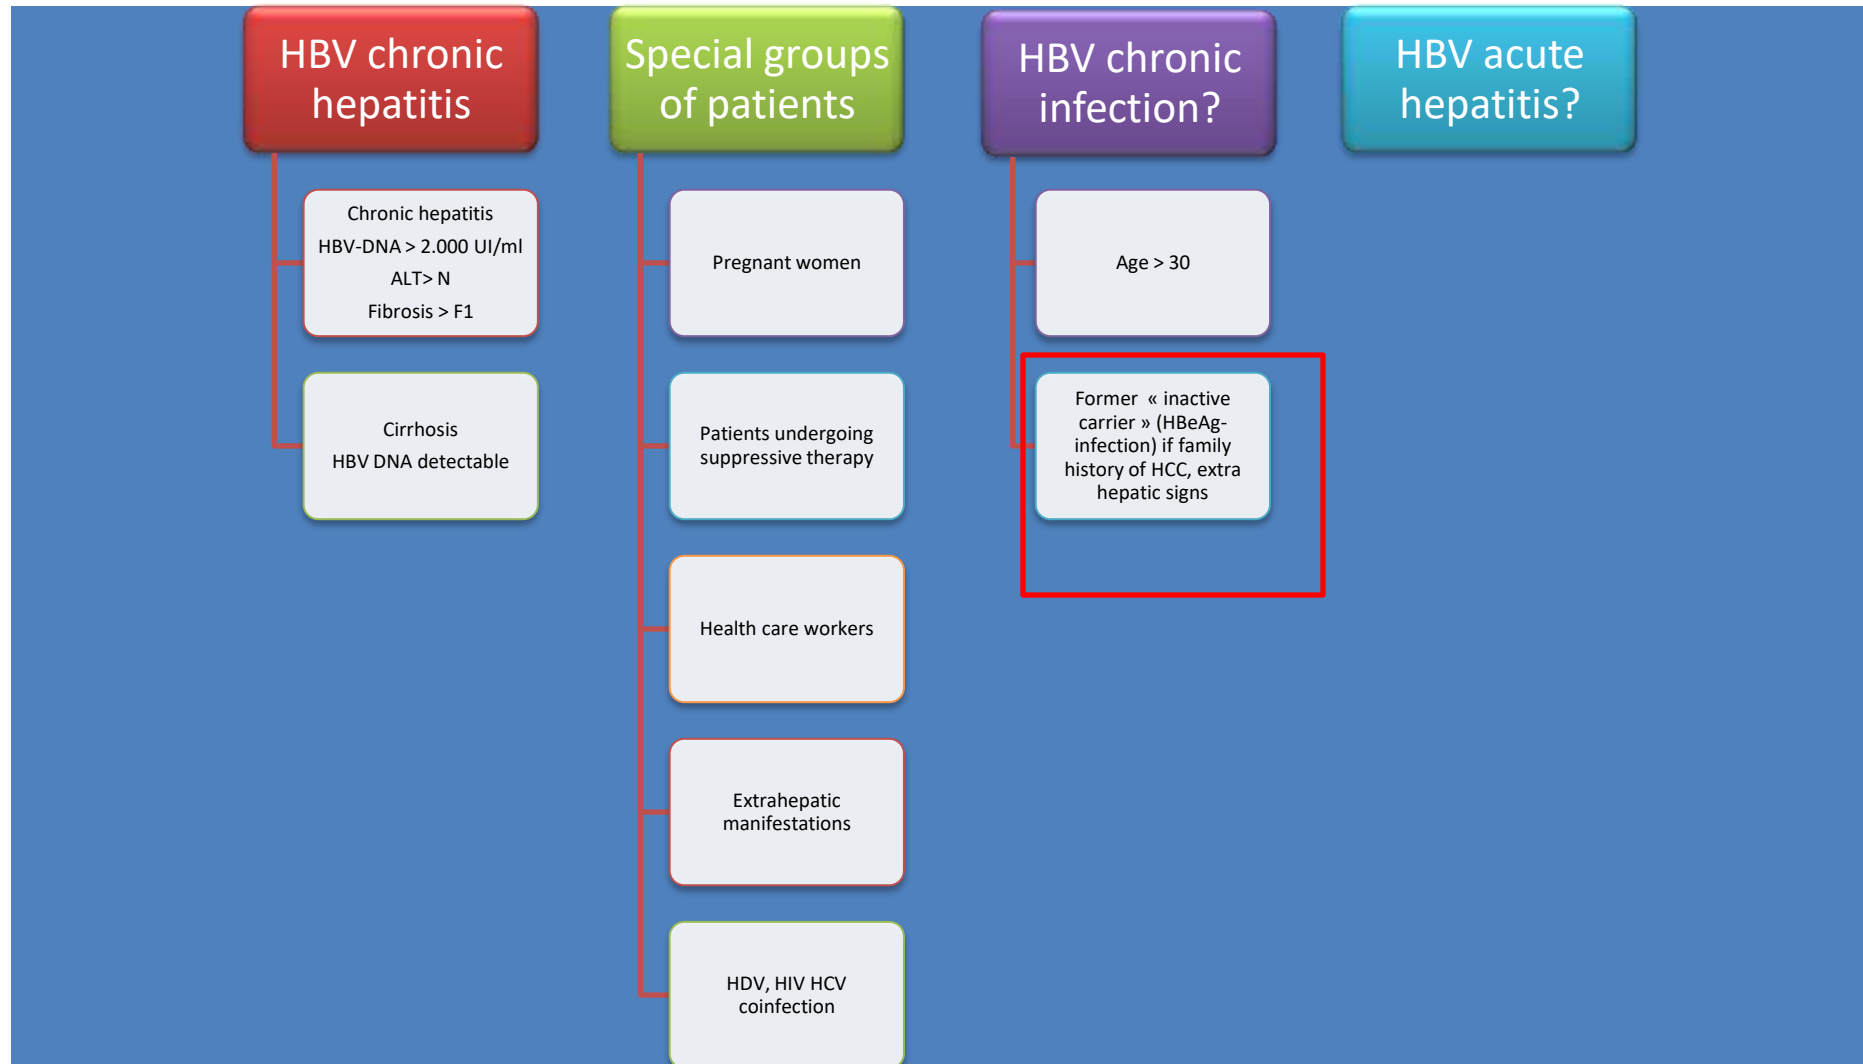 HBV chronic
hepatitis
Chronic hepatitis
HBV-DNA > 2.000 UI/ml
ALT> N
Fibrosis > F1
Cirrhosis
HBV DNA detectable
Special groups
of patients
Pregnant women
Patients undergoing
suppressive therapy
Health care workers
Extrahepatic
manifestations
HDV, HIV HCV
coinfection
HBV chronic
infection?
Age > 30
Former « inactive
carrier » (HBeAg-
infection) if family
history of HCC, extra
hepatic signs
HBV acute
hepatitis?